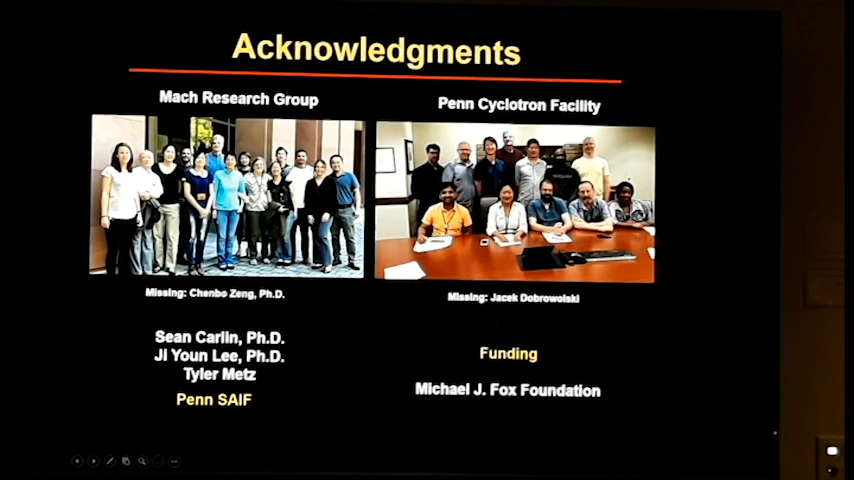 Acknowledgments
Mach Research Group
Penn Cyclotron Facility
Missing: Chenbo Zeng, Ph.D.
Missing: Jacek Dobrowolski
Sean Carlin, Ph.D.
Ji Youn Lee, Ph.D.
Tyler Metz
Penn SAIF
Funding
Michael J. Fox Foundation